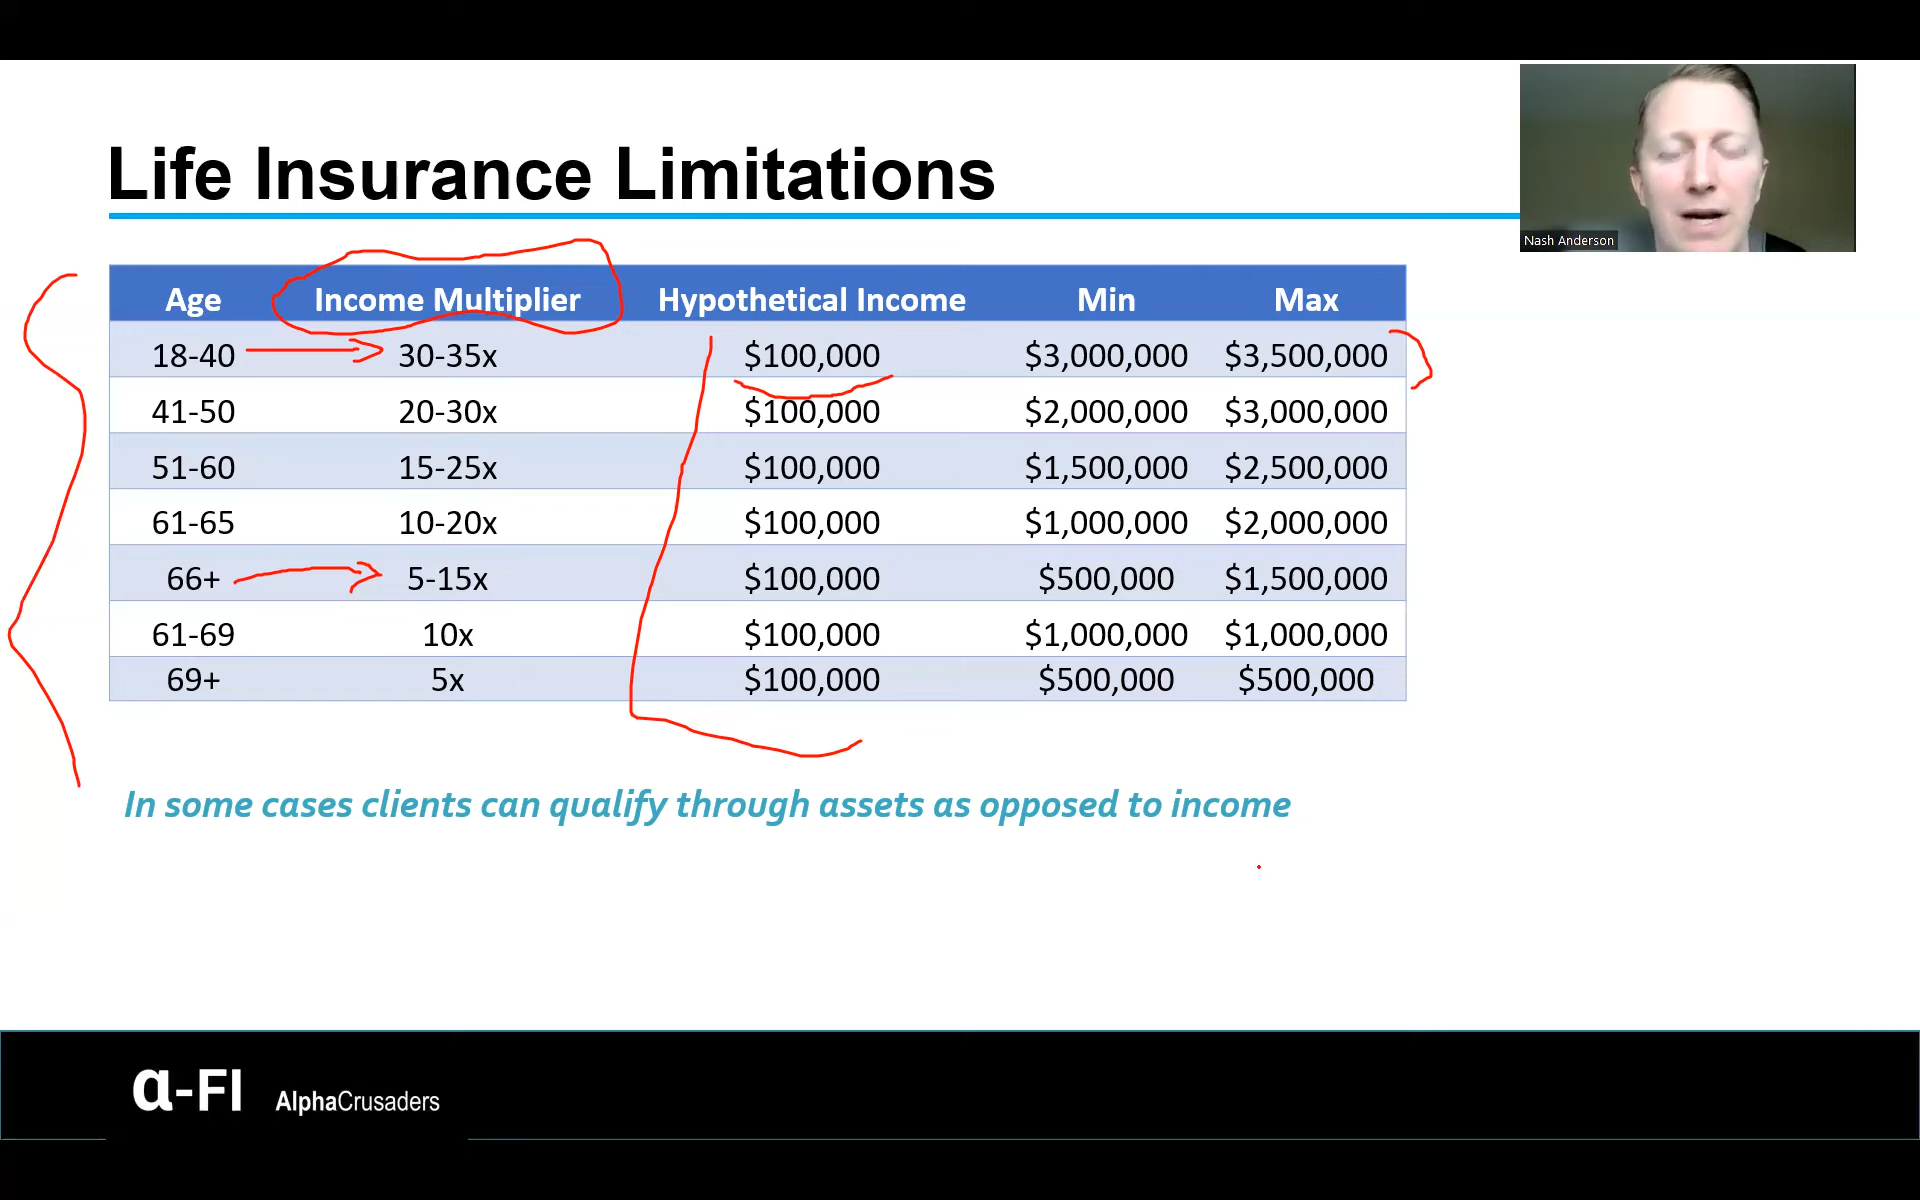 Life Insurance Limitations
Nash Anderson
Age Income Multiplier Hypothetical Income Min Max
18-40 30-35x $100,000 $3,000,000 $3,500,000
41-50 20-30x $100,000 $2,000,000 $3,000,000
51-60 15-25x $100,000 $1,500,000 $2,500,000
61-65 10-20x $100,000 $1,000,000 $2,000,000
66+ 5-15x $100,000 $500,000 $1,500,000
61-69 10x $100,000 $1,000,000 $1,000,000
69+ 5x $100,000 $500,000 $500,000
In some cases clients can qualify through assets as opposed to income
α-FI AlphaCrusaders